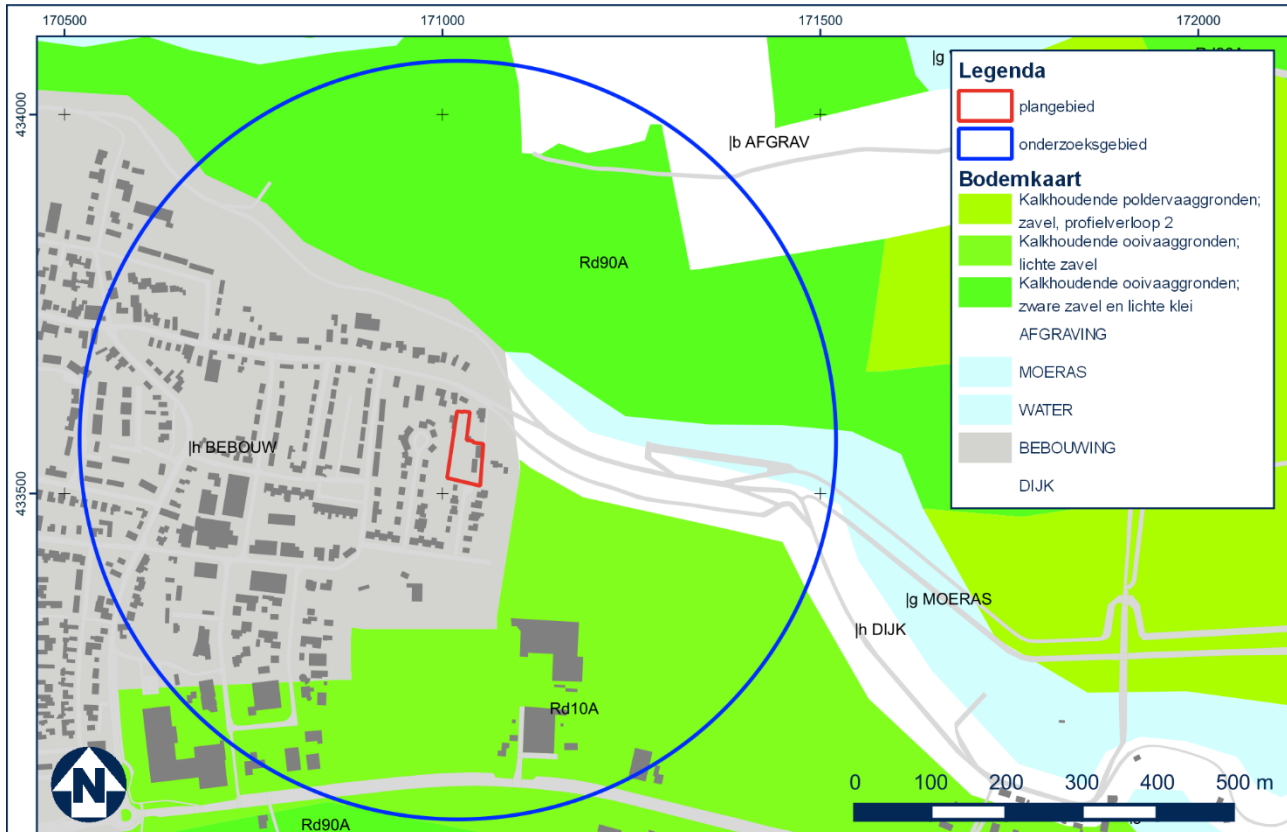 170500
171000
171500
172000
434000
433500
|g
Rd90A
|b AFGRAV
Rd90A
|h BEBOUW
|g MOERAS
|h DIJK
Rd10A
Rd90A
Legenda
plangebied
onderzoeksgebied
Bodemkaart
Kalkhoudende poldervaaggronden;
zavel, profielverloop 2
Kalkhoudende ooivaaggronden;
lichte zavel
Kalkhoudende ooivaaggronden;
zware zavel en lichte klei
AFGRAVING
MOERAS
WATER
BEBOUWING
DIJK
N
0 100 200 300 400 500 m